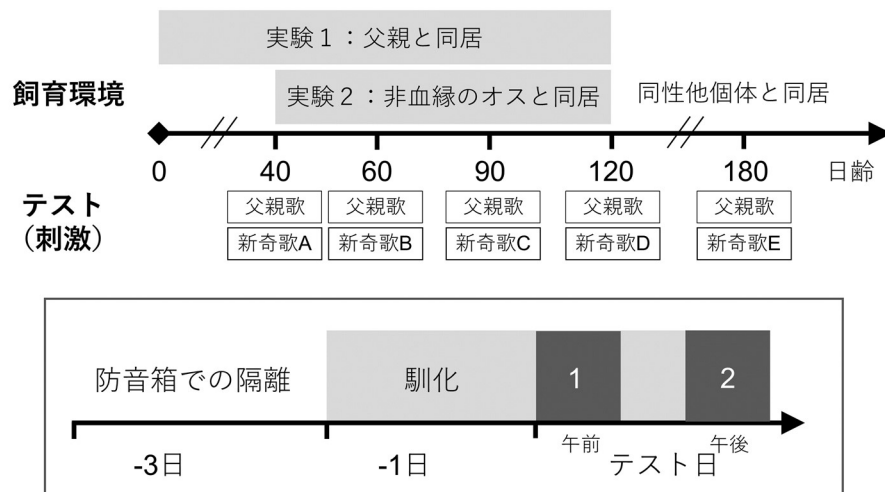 実験１：父親と同居
飼育環境
実験２：非血縁のオスと同居
同性他個体と同居
0 40 60 90 120 180 日齢
テスト
(刺激)
父親歌 父親歌 父親歌 父親歌 父親歌
新奇歌A 新奇歌B 新奇歌C 新奇歌D 新奇歌E
防音箱での隔離 馴化 1 2
午前 午後
-3日 -1日 テスト日